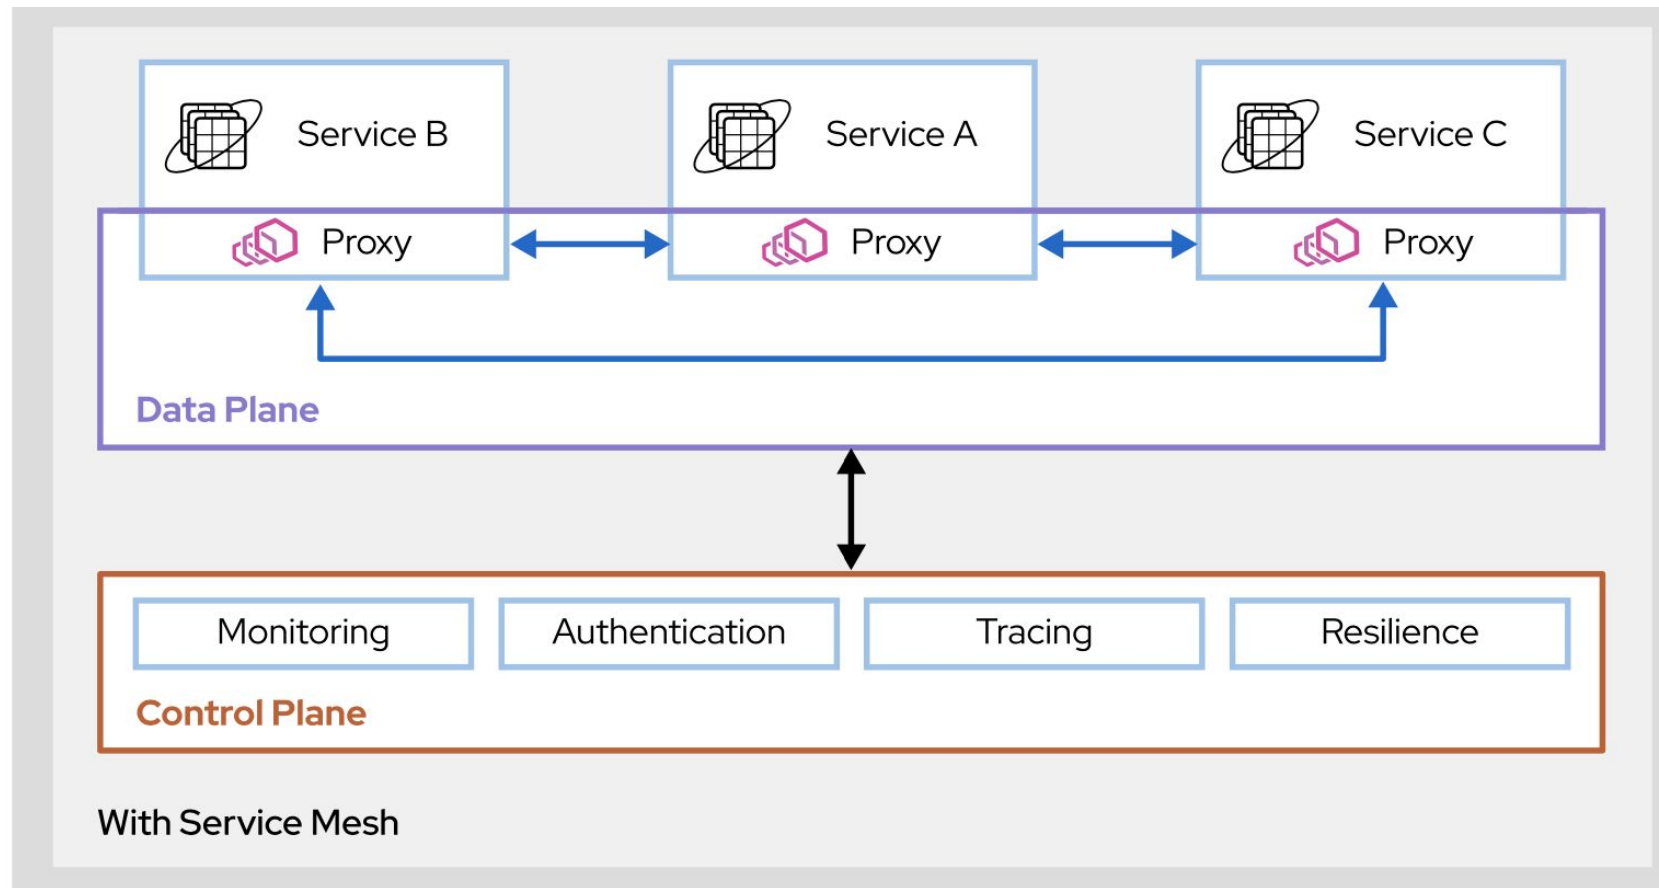 Service B
Service A
Service C
Proxy
Proxy
Proxy
Data Plane
Monitoring
Authentication
Tracing
Resilience
Control Plane
With Service Mesh